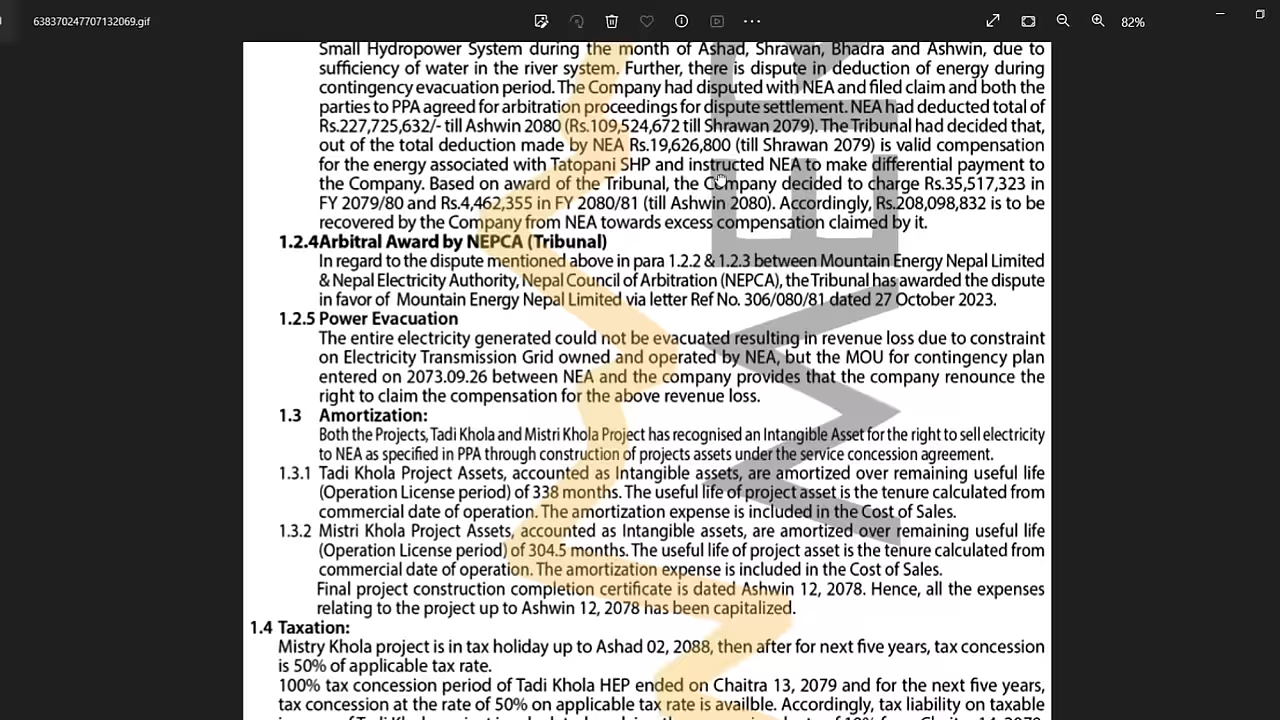 638370247707132069.gif
82%
Small Hydropower System during the month of Ashad, Shrawan, Bhadra and Ashwin, due to
sufficiency of water in the river system. Further, there is dispute in deduction of energy during
contingency evacuation period. The Company had disputed with NEA and filed claim and both the
parties to PPA agreed for arbitration proceedings for dispute settlement. NEA had deducted total of
Rs.227,725,632/- till Ashwin 2080 (Rs.109,524,672 till Shrawan 2079). The Tribunal had decided that,
out of the total deduction made by NEA Rs.19,626,800 (till Shrawan 2079) is valid compensation
for the energy associated with Tatopani SHP and instructed NEA to make differential payment to
the Company. Based on award of the Tribunal, the Company decided to charge Rs.35,517,323 in
FY 2079/80 and Rs.4,462,355 in FY 2080/81 (till Ashwin 2080). Accordingly, Rs.208,098,832 is to be
recovered by the Company from NEA towards excess compensation claimed by it.
1.2.4Arbitral Award by NEPCA (Tribunal)
In regard to the dispute mentioned above in para 1.2.2 & 1.2.3 between Mountain Energy Nepal Limited
& Nepal Electricity Authority, Nepal Council of Arbitration (NEPCA), the Tribunal has awarded the dispute
in favor of Mountain Energy Nepal Limited via letter Ref No. 306/080/81 dated 27 October 2023.
1.2.5 Power Evacuation
The entire electricity generated could not be evacuated resulting in revenue loss due to constraint
on Electricity Transmission Grid owned and operated by NEA, but the MOU for contingency plan
entered on 2073.09.26 between NEA and the company provides that the company renounce the
right to claim the compensation for the above revenue loss.
1.3 Amortization:
Both the Projects, Tadi Khola and Mistri Khola Project has recognised an Intangible Asset for the right to sell electricity
to NEA as specified in PPA through construction of projects assets under the service concession agreement.
1.3.1 Tadi Khola Project Assets, accounted as Intangible assets, are amortized over remaining useful life
(Operation License period) of 338 months. The useful life of project asset is the tenure calculated from
commercial date of operation. The amortization expense is included in the Cost of Sales.
1.3.2 Mistri Khola Project Assets, accounted as Intangible assets, are amortized over remaining useful life
(Operation License period) of 304.5 months. The useful life of project asset is the tenure calculated from
commercial date of operation. The amortization expense is included in the Cost of Sales.
Final project construction completion certificate is dated Ashwin 12, 2078. Hence, all the expenses
relating to the project up to Ashwin 12, 2078 has been capitalized.
1.4 Taxation:
Mistry Khola project is in tax holiday up to Ashad 02, 2088, then after for next five years, tax concession
is 50% of applicable tax rate.
100% tax concession period of Tadi Khola HEP ended on Chaitra 13, 2079 and for the next five years,
tax concession at the rate of 50% on applicable tax rate is availble. Accordingly, tax liability on taxable